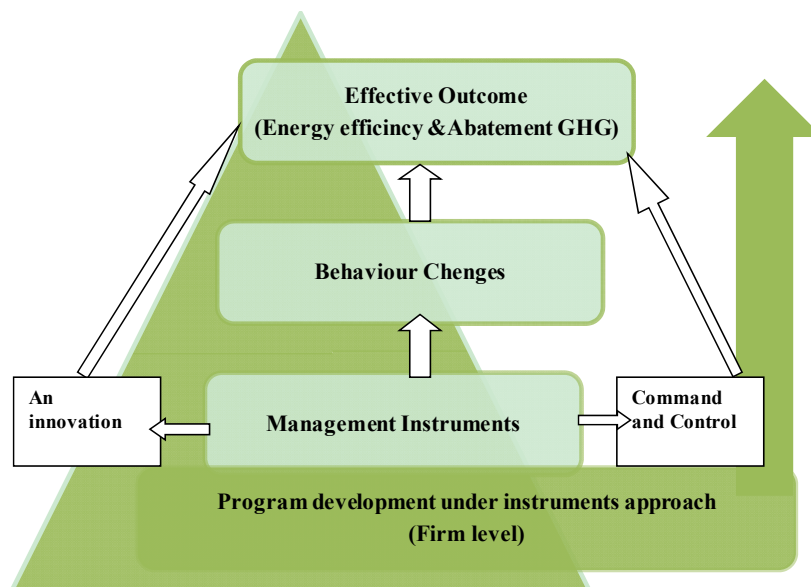 Effective Outcome
(Energy efficincy &Abatement GHG)
Behaviour Chenges
An
innovation
Management Instruments
Command
and Control
Program development under instruments approach
(Firm level)